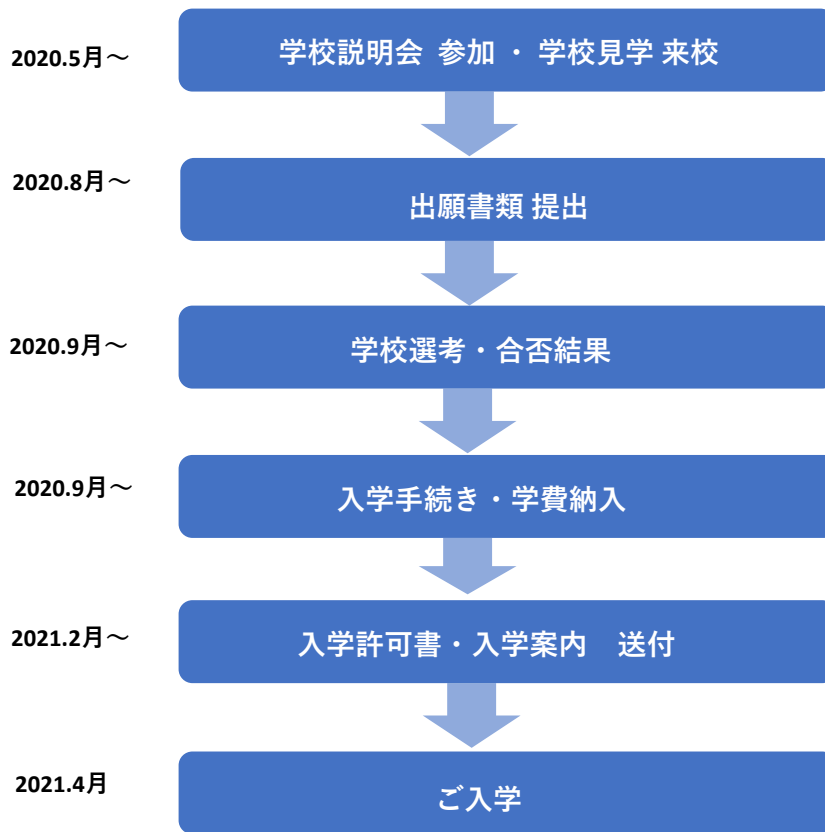 2020.5月～
学校説明会 参加 ・ 学校見学 来校
2020.8月～
出願書類 提出
2020.9月～
学校選考・合否結果
2020.9月～
入学手続き・学費納入
2021.2月～
入学許可書・入学案内　送付
2021.4月
ご入学